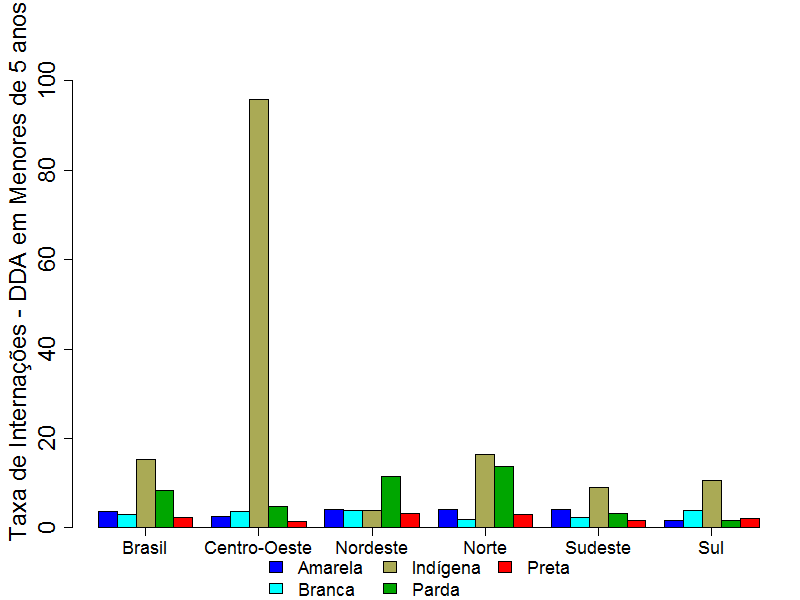 Taxa de Internações - DDA em Menores de 5 anos
100
80
60
40
20
0
Brasil Centro-Oeste Nordeste Norte Sudeste Sul
Amarela Indígena Preta
Branca Parda